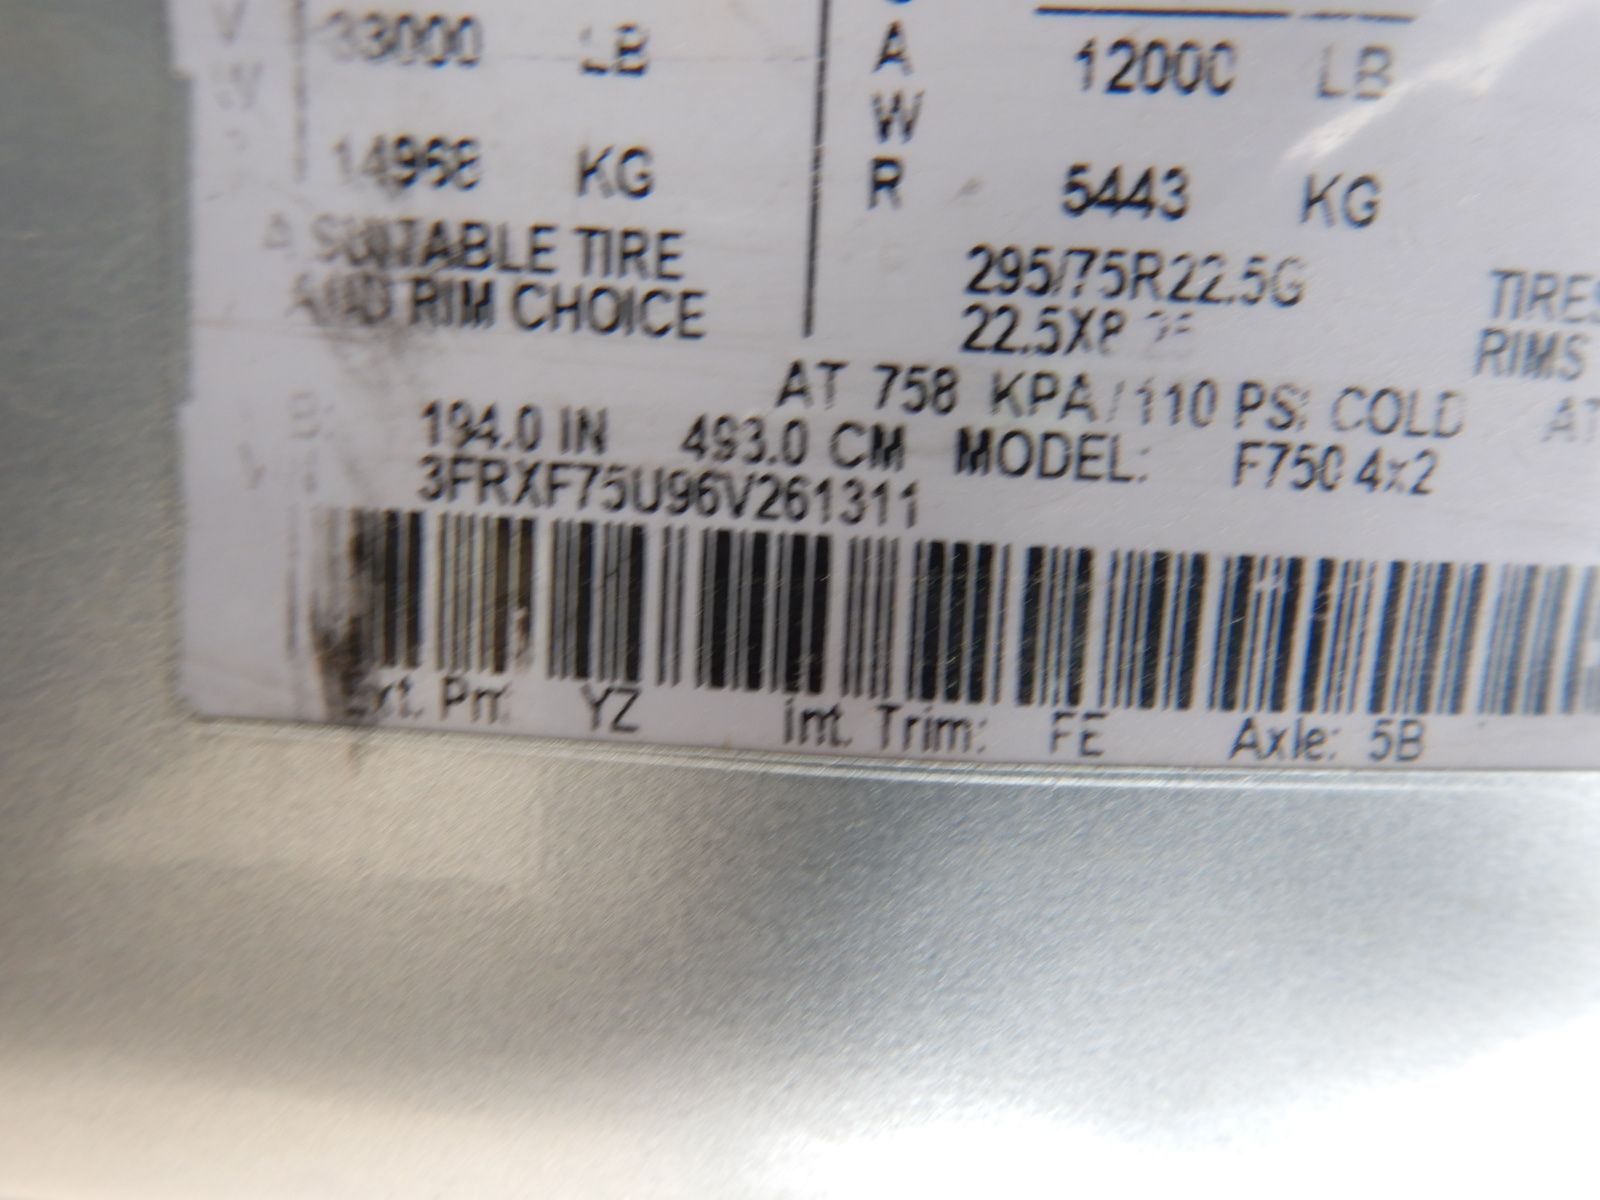 V 33000 LB A 12000 LB
W W
14968 KG R 5443 KG
SUITABLE TIRE 295/75R22.5G TIRES
AND RIM CHOICE 22.5X8.25 RIMS
AT 758 KPA/110 PSI COLD AT
194.0 IN 493.0 CM MODEL: F750 4x2
3FRXF75U96V261311
Ext. Pnt: YZ Int. Trim: FE Axle: 5B